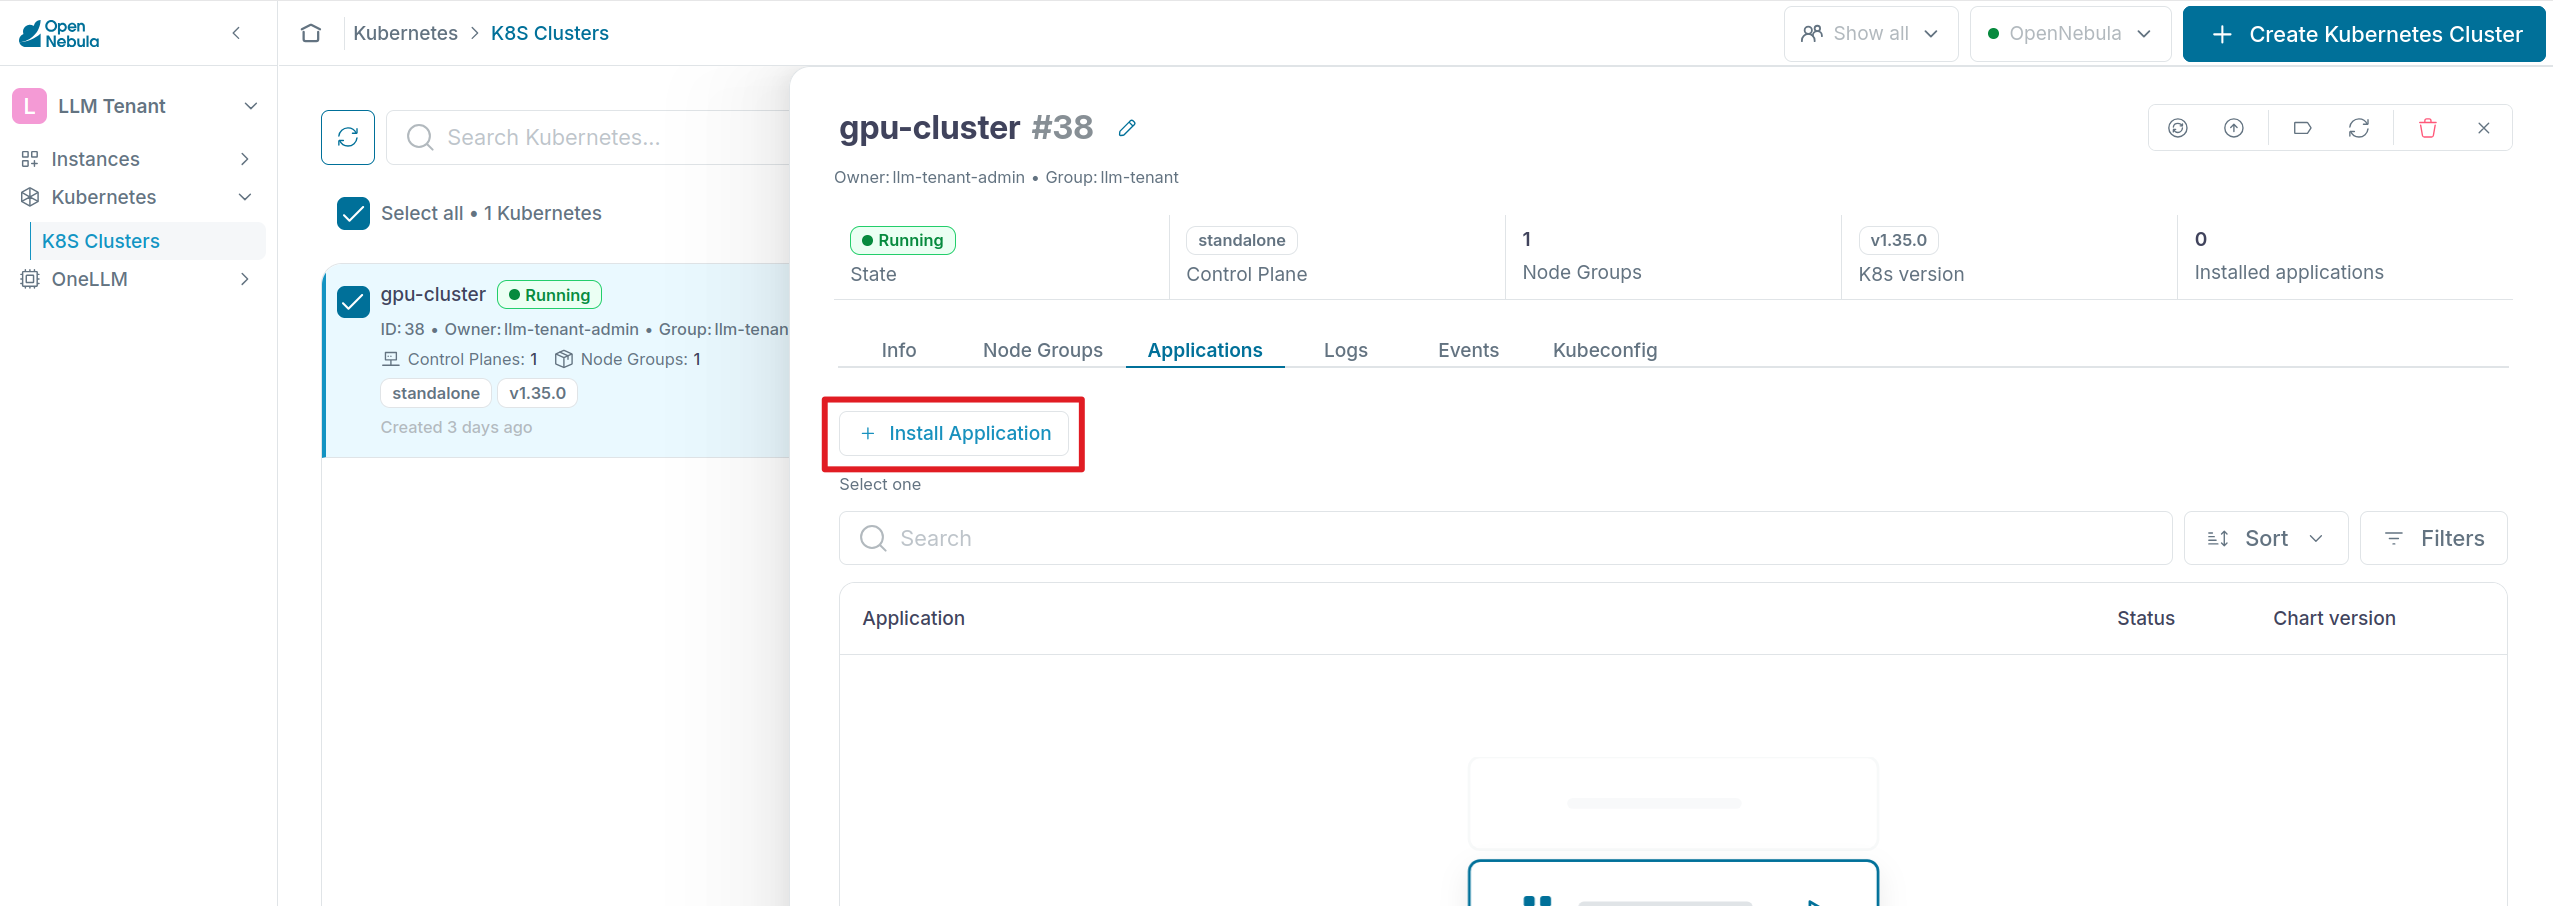 Open
Nebula
Kubernetes > K8S Clusters
Show all
OpenNebula
+ Create Kubernetes Cluster
L LLM Tenant
Instances
Kubernetes
K8S Clusters
OneLLM
Search Kubernetes...
Select all • 1 Kubernetes
gpu-cluster Running
ID: 38 • Owner: llm-tenant-admin • Group: llm-tenan
Control Planes: 1 Node Groups: 1
standalone v1.35.0
Created 3 days ago
gpu-cluster #38
Owner: llm-tenant-admin • Group: llm-tenant
Running
State
standalone
Control Plane
1
Node Groups
v1.35.0
K8s version
0
Installed applications
Info Node Groups Applications Logs Events Kubeconfig
+ Install Application
Select one
Search
Sort
Filters
Application Status Chart version